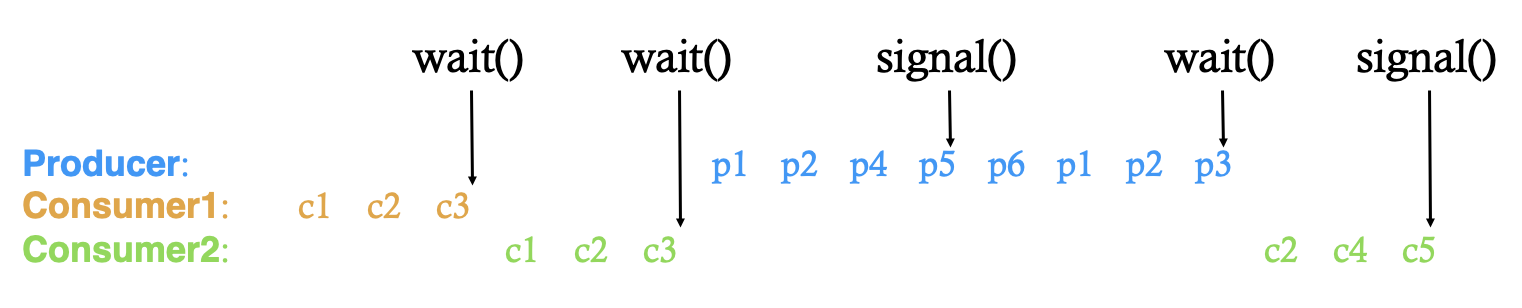 wait() wait() signal() wait() signal()
Producer: p1 p2 p4 p5 p6 p1 p2 p3
Consumer1: c1 c2 c3
Consumer2: c1 c2 c3 c2 c4 c5